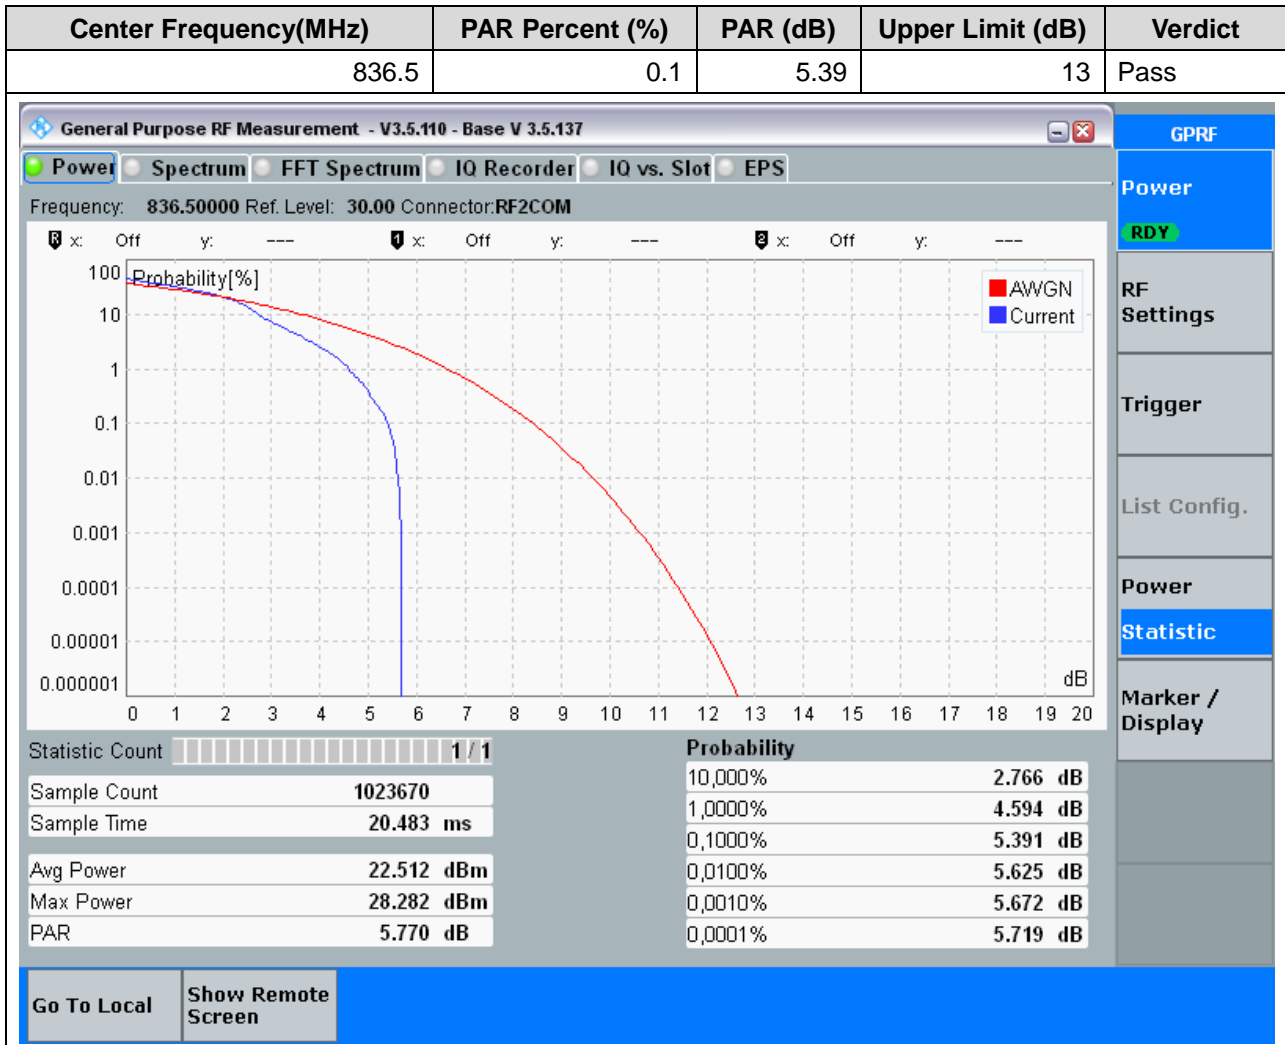 Center Frequency(MHz) PAR Percent (%) PAR (dB) Upper Limit (dB) Verdict
836.5 0.1 5.39 13 Pass
General Purpose RF Measurement - V3.5.110 - Base V 3.5.137
GPRF
Power Spectrum FFT Spectrum IQ Recorder IQ vs. Slot EPS
Power
RDY
Frequency: 836.50000 Ref. Level: 30.00 Connector:RF2COM
R x: Off y: --- 1 x: Off y: --- 2 x: Off y: ---
Probability[%]
AWGN
Current
100
10
1
0.1
0.01
0.001
0.0001
0.00001
0.000001
dB
0 1 2 3 4 5 6 7 8 9 10 11 12 13 14 15 16 17 18 19 20
RF
Settings
Trigger
List Config.
Power
Statistic
Marker /
Display
Statistic Count 1 / 1
Sample Count 1023670
Sample Time 20.483 ms
Avg Power 22.512 dBm
Max Power 28.282 dBm
PAR 5.770 dB
Probability
10,000% 2.766 dB
1,0000% 4.594 dB
0,1000% 5.391 dB
0,0100% 5.625 dB
0,0010% 5.672 dB
0,0001% 5.719 dB
Go To Local
Show Remote
Screen